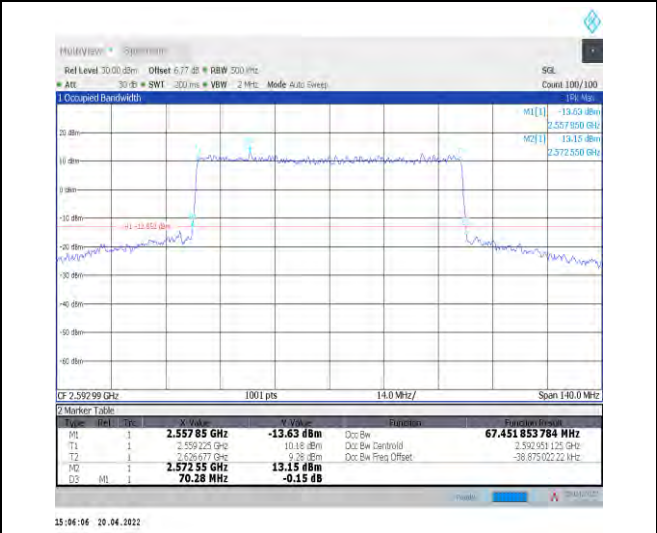 MultiView Spectrum
Ref Level 30.00 dBm Offset 6.77 dB RBW 500 kHz SGL
Att 30 dB SWT 200 ms VBW 2 MHz Mode Auto Sweep Count 100/100
1 Occupied Bandwidth 1Pk Max
M1[1] -13.63 dBm
2.557 850 GHz
M2[1] 13.15 dBm
2.572 550 GHz
20 dBm
10 dBm
0 dBm
-10 dBm
-20 dBm
-30 dBm
-40 dBm
-50 dBm
-60 dBm
CF 2.592 99 GHz 1001 pts 14.0 MHz/ Span 140.0 MHz
2 Marker Table
Type Ref Trc X-Value Y-Value Function Function Result
M1 1 2.557 85 GHz -13.63 dBm Occ Bw 67.451 853 784 MHz
T1 1 2.559 225 GHz 10.18 dBm Occ Bw Centroid 2.592 951 125 GHz
T2 1 2.626 677 GHz 9.28 dBm Occ Bw Freq Offset -38.875 022 22 kHz
M2 1 2.572 55 GHz 13.15 dBm
D3 M1 1 70.28 MHz -0.15 dB
15:06:06 20.04.2022